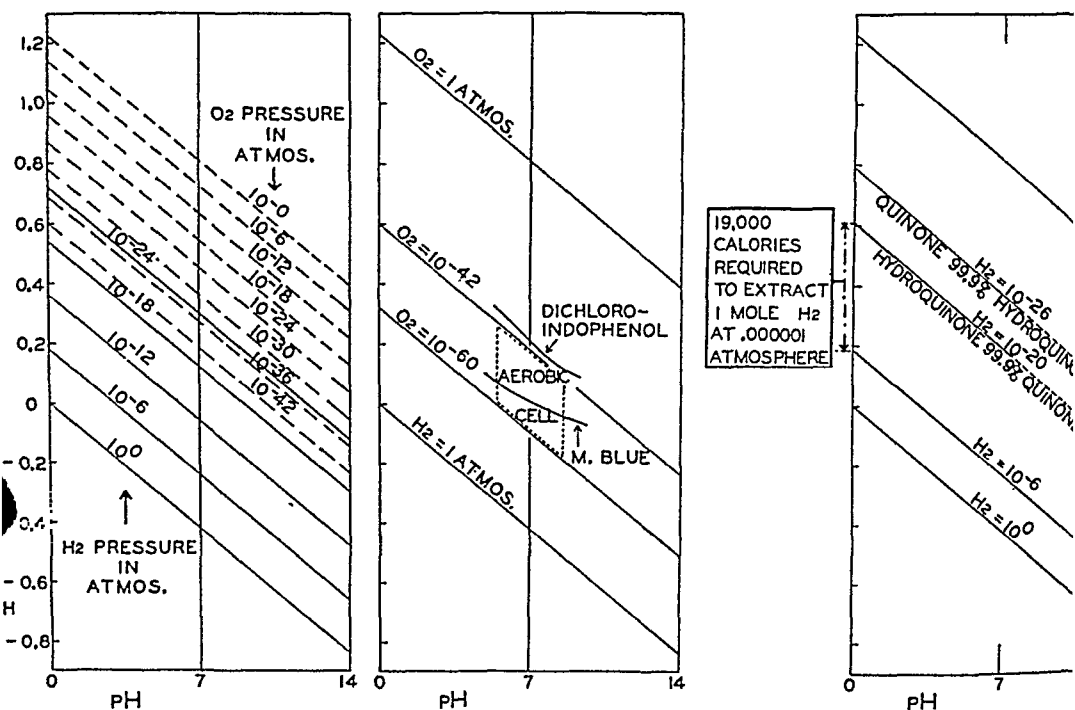 1.2
1.0
0.8
0.6
0.4
0.2
0
-0.2
-0.4
-0.6
H
-0.8
O2 PRESSURE
IN
ATMOS.
10-0
10-6
10-12
10-18
10-24
10-30
10-36
10-42
10-24
10-18
10-12
10-6
100
H2 PRESSURE
IN
ATMOS.
0
7
14
PH
O2 = 1 ATMOS.
O2 = 10-42
O2 = 10-60
DICHLORO-
INDOPHENOL
AEROBIC
CELL
M. BLUE
H2 = 1 ATMOS.
0
7
14
PH
19,000
CALORIES
REQUIRED
TO EXTRACT
1 MOLE H2
AT .000001
ATMOSPHERE
H2 = 10-26
QUINONE 99.9% HYDROQUINO
H2 = 10-20
HYDROQUINONE 99.9% QUINONE
H2 = 10-6
H2 = 100
0
7
PH